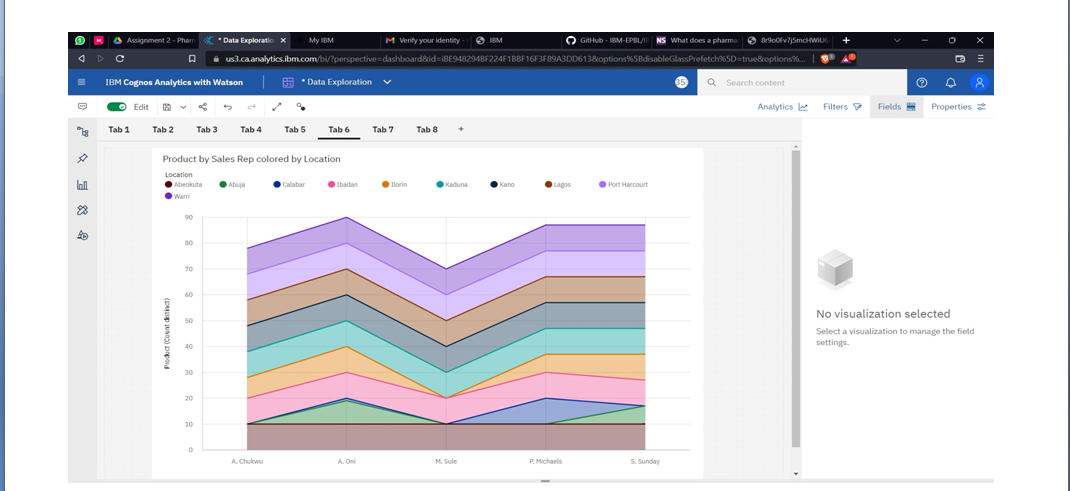 Assignment 2 - Pharm
* Data Exploratio
My IBM
Verify your identity -
IBM
GitHub - IBM-EPBL/I
NS What does a pharma
8r9o0Fv7j5mcHWiU
us3.ca.analytics.ibm.com/bi/?perspective=dashboard&id=iBE948294BF224F1BBF16F3F89A3DD613&options%5BdisableGlassPrefetch%5D=true&options%...
IBM Cognos Analytics with Watson
* Data Exploration
Search content
Edit
Analytics
Filters
Fields
Properties
Tab 1 Tab 2 Tab 3 Tab 4 Tab 5 Tab 6 Tab 7 Tab 8 +
Product by Sales Rep colored by Location
Location
Abeokuta Abuja Calabar Ibadan Ilorin Kaduna Kano Lagos Port Harcourt
Warri
Product (Count distinct)
90
80
70
60
50
40
30
20
10
0
A. Chukwu A. Oni M. Sule P. Michaels S. Sunday
No visualization selected
Select a visualization to manage the field
settings.